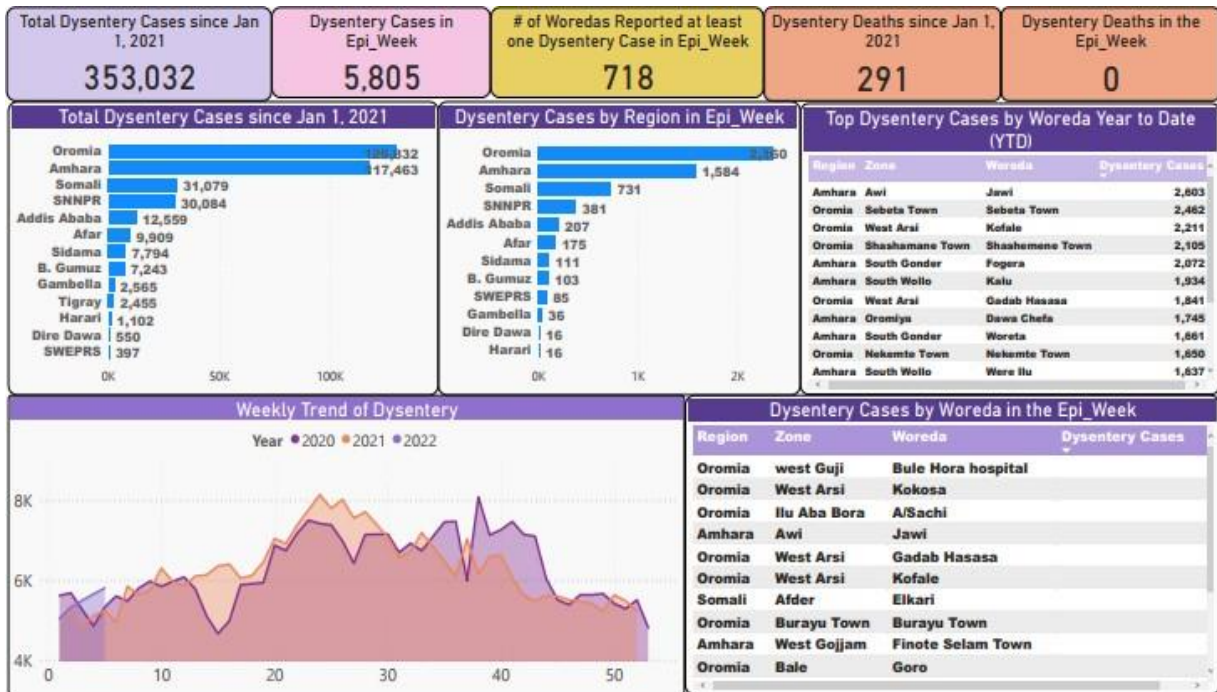 Total Dysentery Cases since Jan
1, 2021
353,032
Dysentery Cases in
Epi_Week
5,805
# of Woredas Reported at least
one Dysentery Case in Epi_Week
718
Dysentery Deaths since Jan 1,
2021
291
Dysentery Deaths in the
Epi_Week
0
Total Dysentery Cases since Jan 1, 2021
Oromia
Amhara 117,463
Somali 31,079
SNNPR 30,084
Addis Ababa 12,559
Afar 9,909
Sidama 7,794
B. Gumuz 7,243
Gambella 2,565
Tigray 2,455
Harari 1,102
Dire Dawa 550
SWEPRS 397
0K 50K 100K
Dysentery Cases by Region in Epi_Week
Oromia 2,360
Amhara 1,584
Somali 731
SNNPR 381
Addis Ababa 207
Afar 175
Sidama 111
B. Gumuz 103
SWEPRS 85
Gambella 36
Dire Dawa 16
Harari 16
0K 1K 2K
Top Dysentery Cases by Woreda Year to Date
(YTD)
Region Zone Woreda Dysentery Cases
Amhara Awi Jawi 2,603
Oromia Sebeta Town Sebeta Town 2,462
Oromia West Arsi Kofale 2,211
Oromia Shashamane Town Shashemene Town 2,105
Amhara South Gonder Fogera 2,072
Amhara South Wollo Kalu 1,934
Oromia West Arsi Gadab Hasasa 1,841
Amhara Oromiya Dawa Chefa 1,745
Amhara South Gonder Woreta 1,661
Oromia Nekemte Town Nekemte Town 1,650
Amhara South Wollo Were Ilu 1,637
Weekly Trend of Dysentery
Year 2020 2021 2022
8K
6K
4K
0 10 20 30 40 50
Dysentery Cases by Woreda in the Epi_Week
Region Zone Woreda Dysentery Cases
Oromia west Guji Bule Hora hospital
Oromia West Arsi Kokosa
Oromia Ilu Aba Bora A/Sachi
Amhara Awi Jawi
Oromia West Arsi Gadab Hasasa
Oromia West Arsi Kofale
Somali Afder Elkari
Oromia Burayu Town Burayu Town
Amhara West Gojjam Finote Selam Town
Oromia Bale Goro